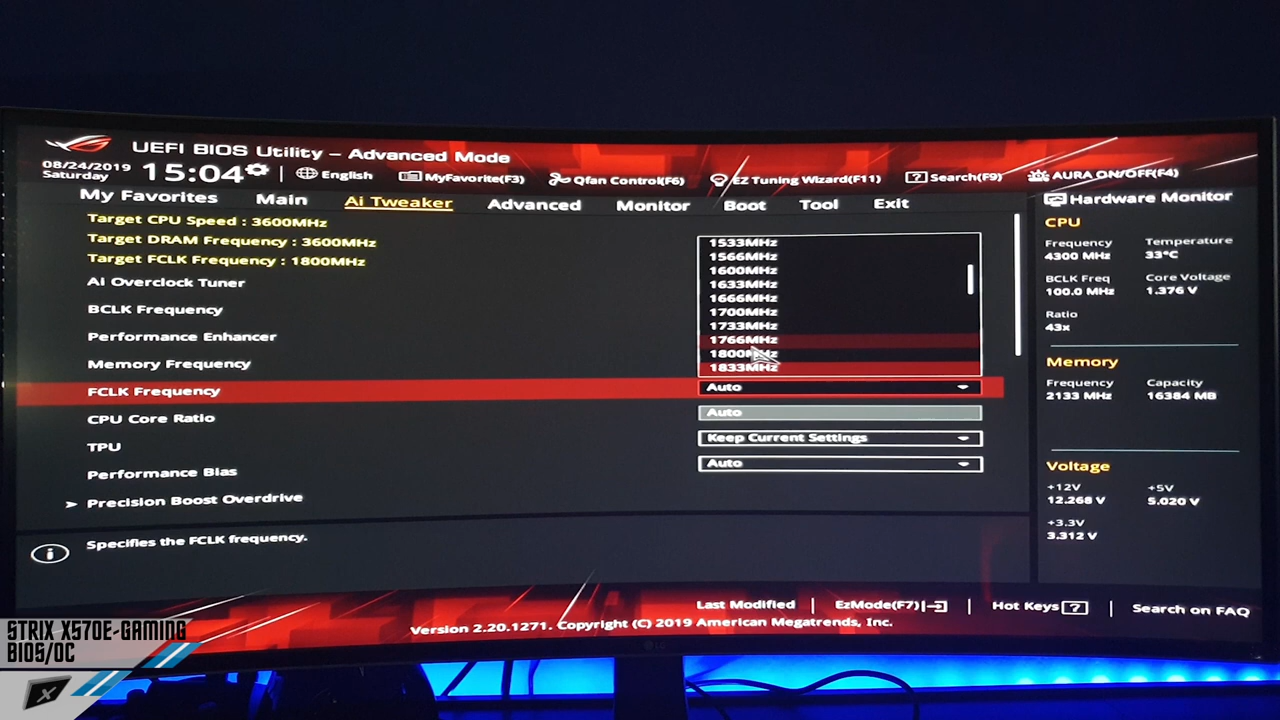 UEFI BIOS Utility – Advanced Mode
08/24/2019
Saturday
15:04
English
MyFavorite(F3)
Qfan Control(F6)
EZ Tuning Wizard(F11)
Search(F9)
AURA ON/OFF(F4)
My Favorites
Main
Ai Tweaker
Advanced
Monitor
Boot
Tool
Exit
Target CPU Speed : 3600MHz
Target DRAM Frequency : 3600MHz
Target FCLK Frequency : 1800MHz
AI Overclock Tuner
BCLK Frequency
Performance Enhancer
Memory Frequency
FCLK Frequency
CPU Core Ratio
TPU
Performance Bias
Precision Boost Overdrive
1533MHz
1566MHz
1600MHz
1633MHz
1666MHz
1700MHz
1733MHz
1766MHz
1800MHz
1833MHz
Auto
Auto
Keep Current Settings
Auto
Hardware Monitor
CPU
Frequency Temperature
4300 MHz 33°C
BCLK Freq Core Voltage
100.0 MHz 1.376 V
Ratio
43x
Memory
Frequency Capacity
2133 MHz 16384 MB
Voltage
+12V +5V
12.268 V 5.020 V
+3.3V
3.312 V
Specifies the FCLK frequency.
Last Modified
EzMode(F7)
Hot Keys ?
Search on FAQ
Version 2.20.1271. Copyright (C) 2019 American Megatrends, Inc.
LG
STRIX X570E-GAMING
BIOS/OC
X